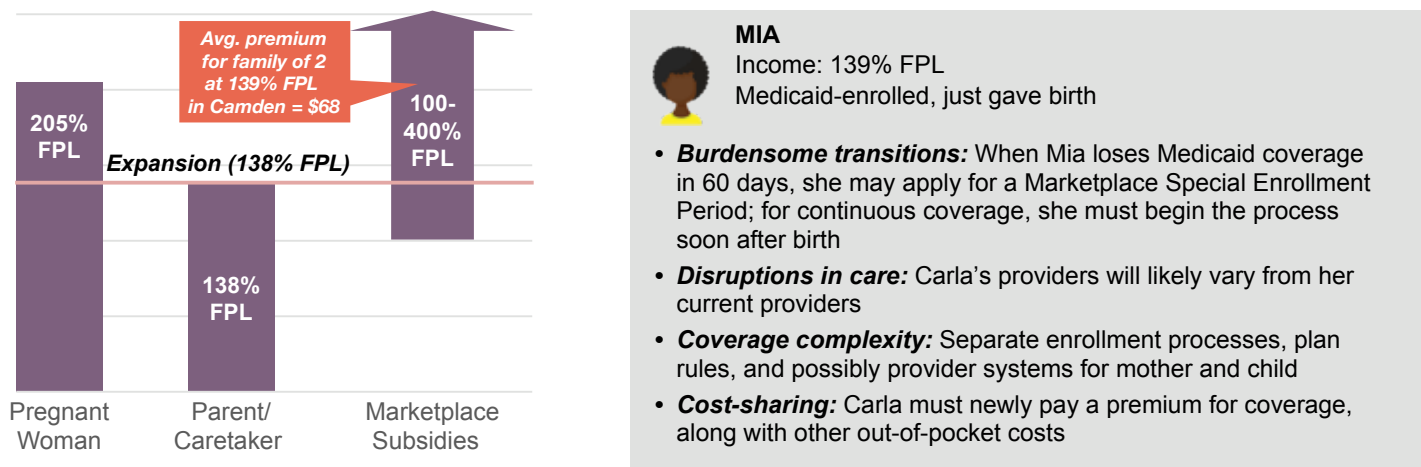 Avg. premium
for family of 2
at 139% FPL
in Camden = $68
205%
FPL
100-
400%
FPL
Expansion (138% FPL)
138%
FPL
Pregnant
Woman
Parent/
Caretaker
Marketplace
Subsidies
MIA
Income: 139% FPL
Medicaid-enrolled, just gave birth
• Burdensome transitions: When Mia loses Medicaid coverage
in 60 days, she may apply for a Marketplace Special Enrollment
Period; for continuous coverage, she must begin the process
soon after birth
• Disruptions in care: Carla’s providers will likely vary from her
current providers
• Coverage complexity: Separate enrollment processes, plan
rules, and possibly provider systems for mother and child
• Cost-sharing: Carla must newly pay a premium for coverage,
along with other out-of-pocket costs